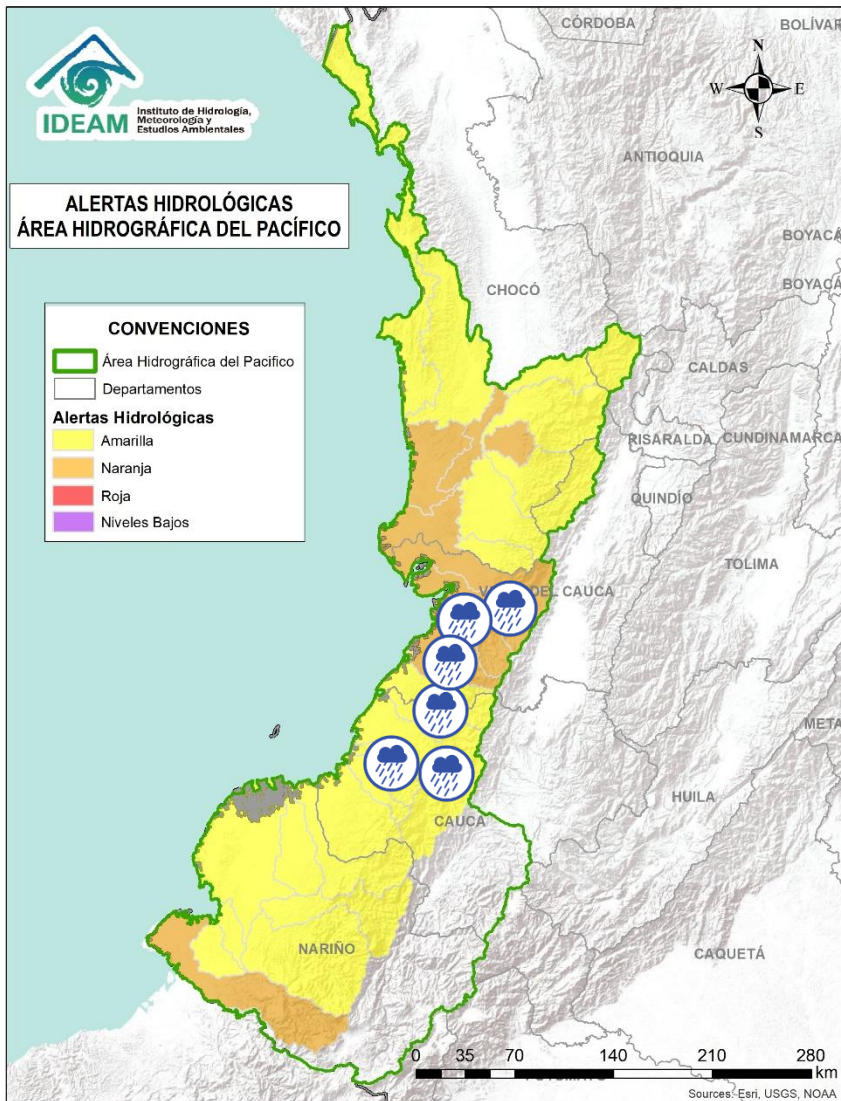 IDEAM
Instituto de Hidrología,
Meteorología y
Estudios Ambientales
ALERTAS HIDROLÓGICAS
ÁREA HIDROGRÁFICA DEL PACÍFICO
CONVENCIONES
Área Hidrográfica del Pacifico
Departamentos
Alertas Hidrológicas
Amarilla
Naranja
Roja
Niveles Bajos
N
W
E
S
CÓRDOBA
BOLÍVAR
ANTIOQUIA
BOYACÁ
CHOCÓ
BOYACÁ
CALDAS
RISARALDA
CUNDINAMARCA
QUINDÍO
TOLIMA
DEL CAUCA
META
HUILA
CAUCA
NARIÑO
CAQUETÁ
0 35 70 140 210 280
km
Sources: Esri, USGS, NOAA